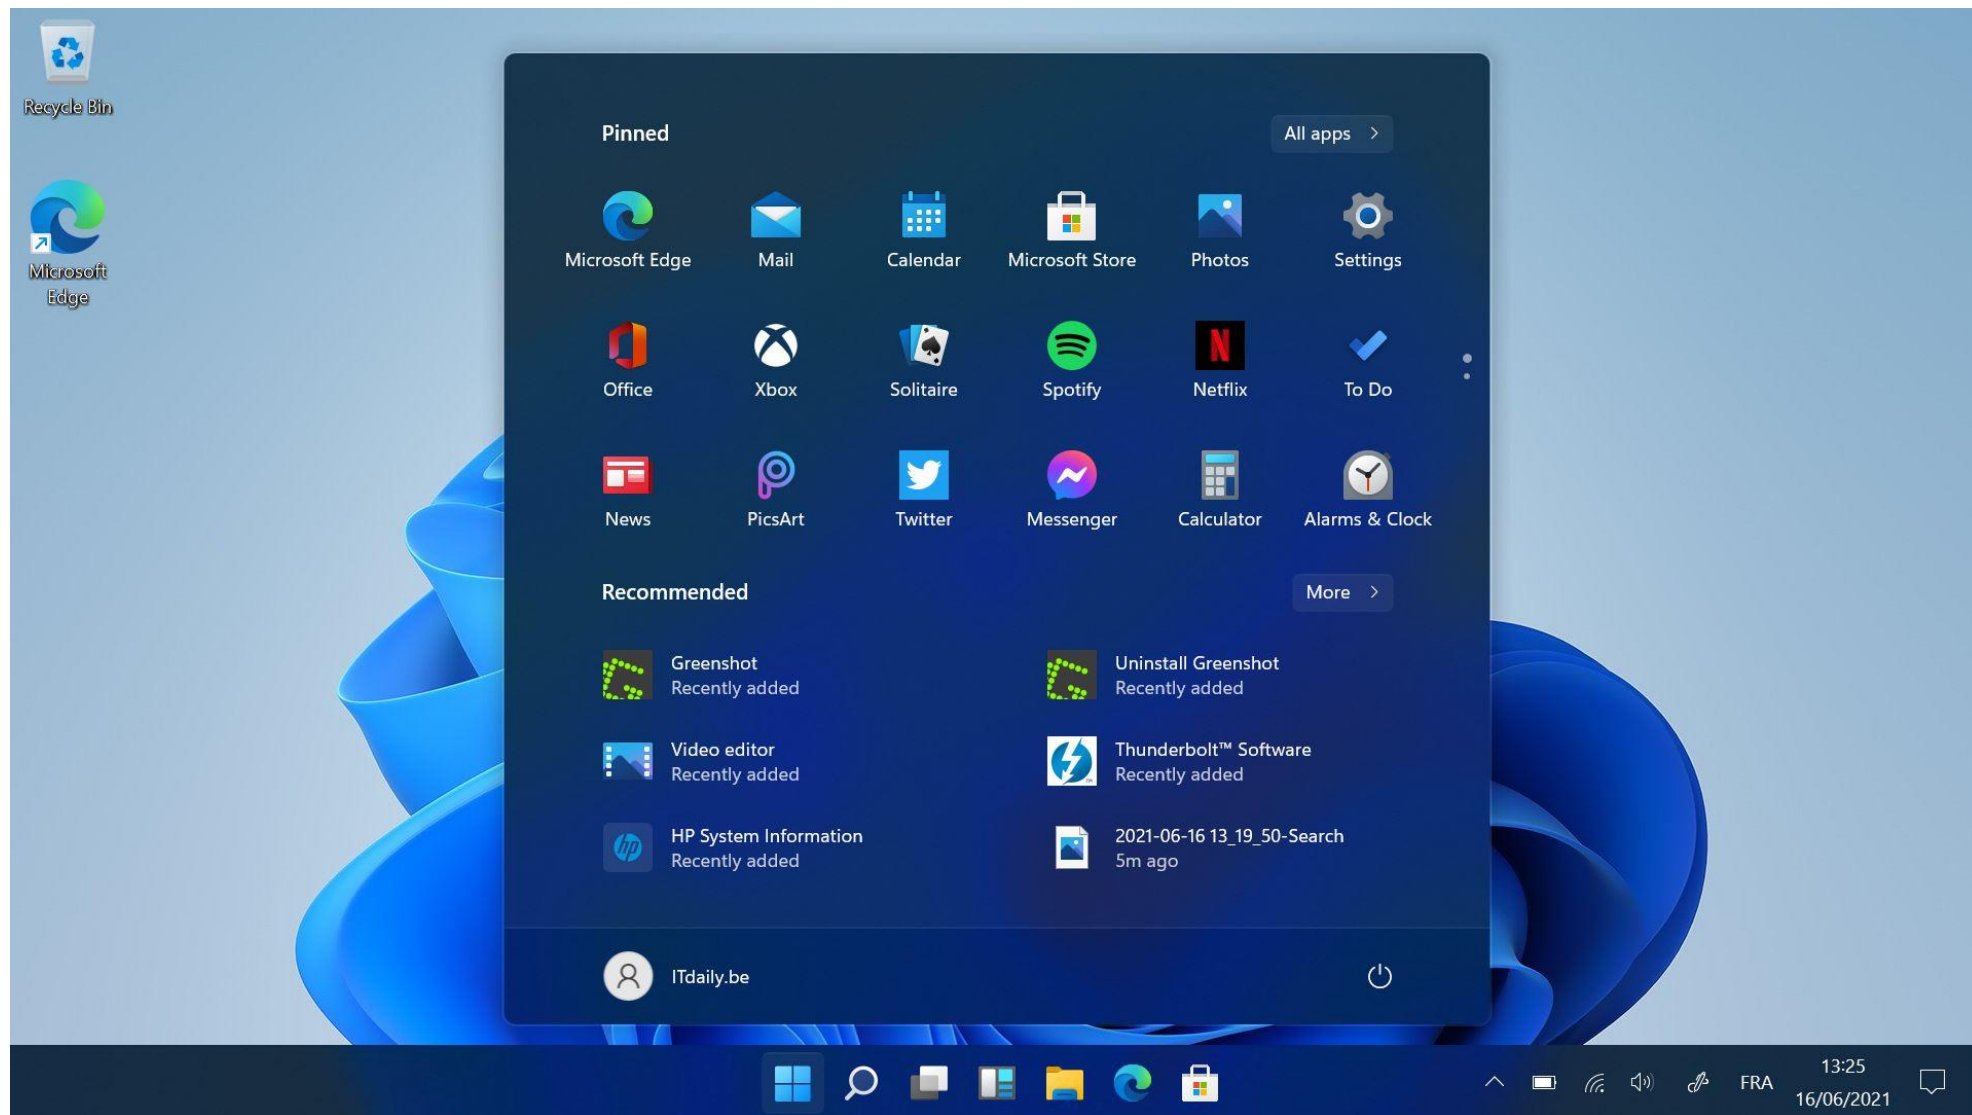 Recycle Bin
Microsoft
Edge
Pinned
All apps
Microsoft Edge
Mail
Calendar
Microsoft Store
Photos
Settings
Office
Xbox
Solitaire
Spotify
Netflix
To Do
News
PicsArt
Twitter
Messenger
Calculator
Alarms & Clock
Recommended
More
Greenshot
Recently added
Uninstall Greenshot
Recently added
Video editor
Recently added
Thunderbolt™ Software
Recently added
HP System Information
Recently added
2021-06-16 13_19_50-Search
5m ago
ITdaily.be
FRA
13:25
16/06/2021